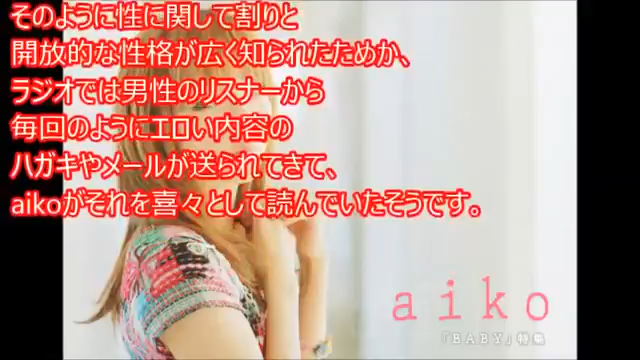 そのように性に関して割りと
開放的な性格が広く知られたためか、
ラジオでは男性のリスナーから
毎回のようにエロい内容の
ハガキやメールが送られてきて、
aikoがそれを喜々として読んでいたそうです。
aiko
「BABY」特集